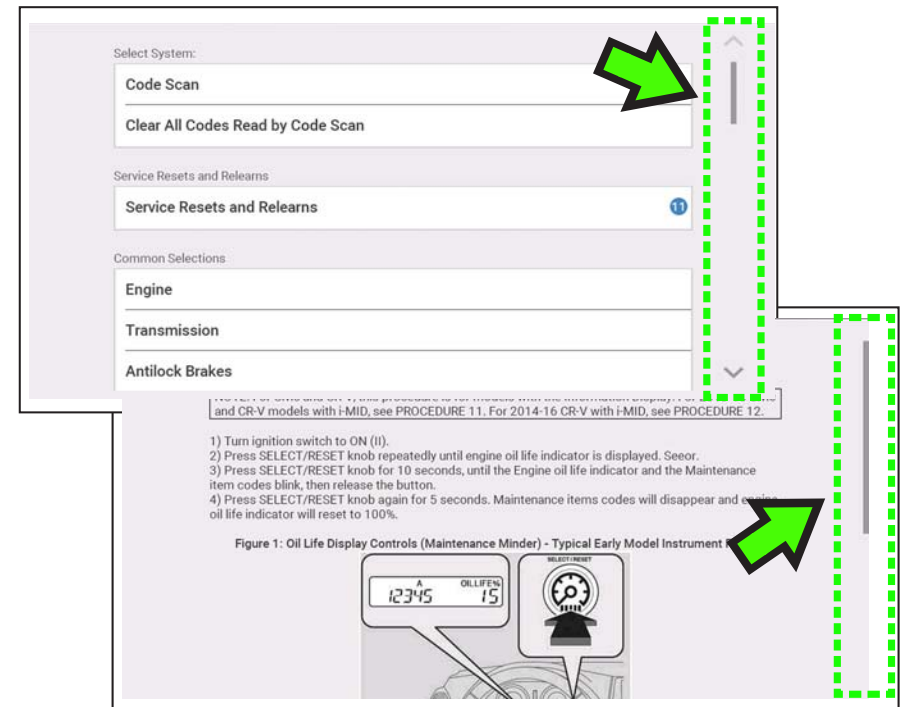 Select System:
Code Scan
Clear All Codes Read by Code Scan
Service Resets and Relearns
Service Resets and Relearns 11
Common Selections
Engine
Transmission
Antilock Brakes
and CR-V models with i-MID, see PROCEDURE 11. For 2014-16 CR-V with i-MID, see PROCEDURE 12.
1) Turn ignition switch to ON (II).
2) Press SELECT/RESET knob repeatedly until engine oil life indicator is displayed. Seeor.
3) Press SELECT/RESET knob for 10 seconds, until the Engine oil life indicator and the Maintenance
item codes blink, then release the button.
4) Press SELECT/RESET knob again for 5 seconds. Maintenance items codes will disappear and engine
oil life indicator will reset to 100%.
Figure 1: Oil Life Display Controls (Maintenance Minder) - Typical Early Model Instrument
SELECT/RESET
A OIL LIFE%
12345 15